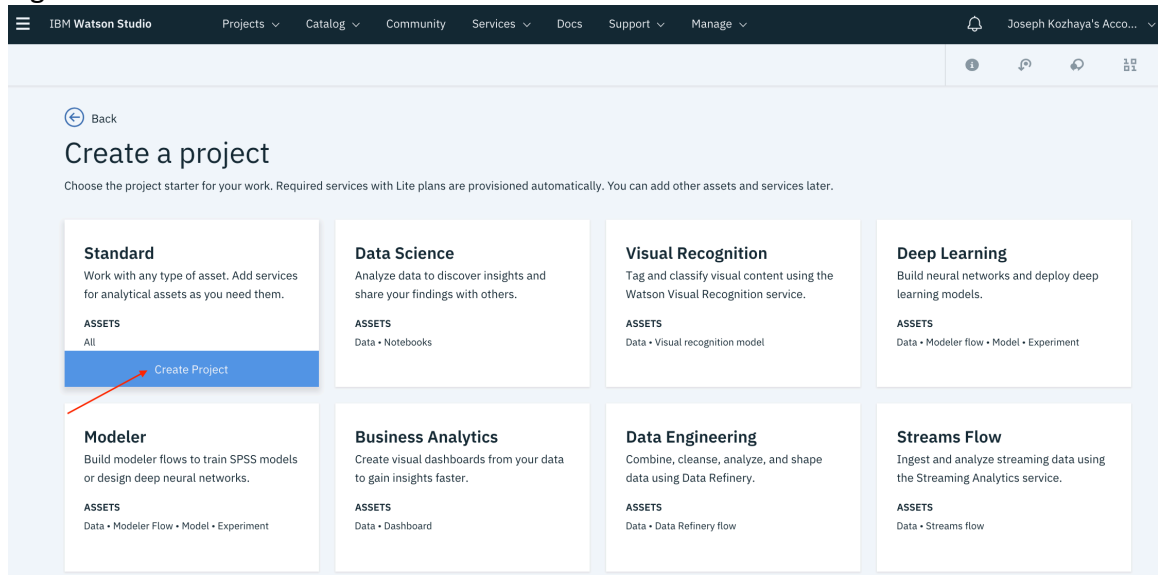 IBM Watson Studio Projects Catalog Community Services Docs Support Manage Joseph Kozhaya's Acco...
Back
Create a project
Choose the project starter for your work. Required services with Lite plans are provisioned automatically. You can add other assets and services later.
Standard
Work with any type of asset. Add services
for analytical assets as you need them.
ASSETS
All
Create Project
Data Science
Analyze data to discover insights and
share your findings with others.
ASSETS
Data • Notebooks
Visual Recognition
Tag and classify visual content using the
Watson Visual Recognition service.
ASSETS
Data • Visual recognition model
Deep Learning
Build neural networks and deploy deep
learning models.
ASSETS
Data • Modeler flow • Model • Experiment
Modeler
Build modeler flows to train SPSS models
or design deep neural networks.
ASSETS
Data • Modeler Flow • Model • Experiment
Business Analytics
Create visual dashboards from your data
to gain insights faster.
ASSETS
Data • Dashboard
Data Engineering
Combine, cleanse, analyze, and shape
data using Data Refinery.
ASSETS
Data • Data Refinery flow
Streams Flow
Ingest and analyze streaming data using
the Streaming Analytics service.
ASSETS
Data • Streams flow